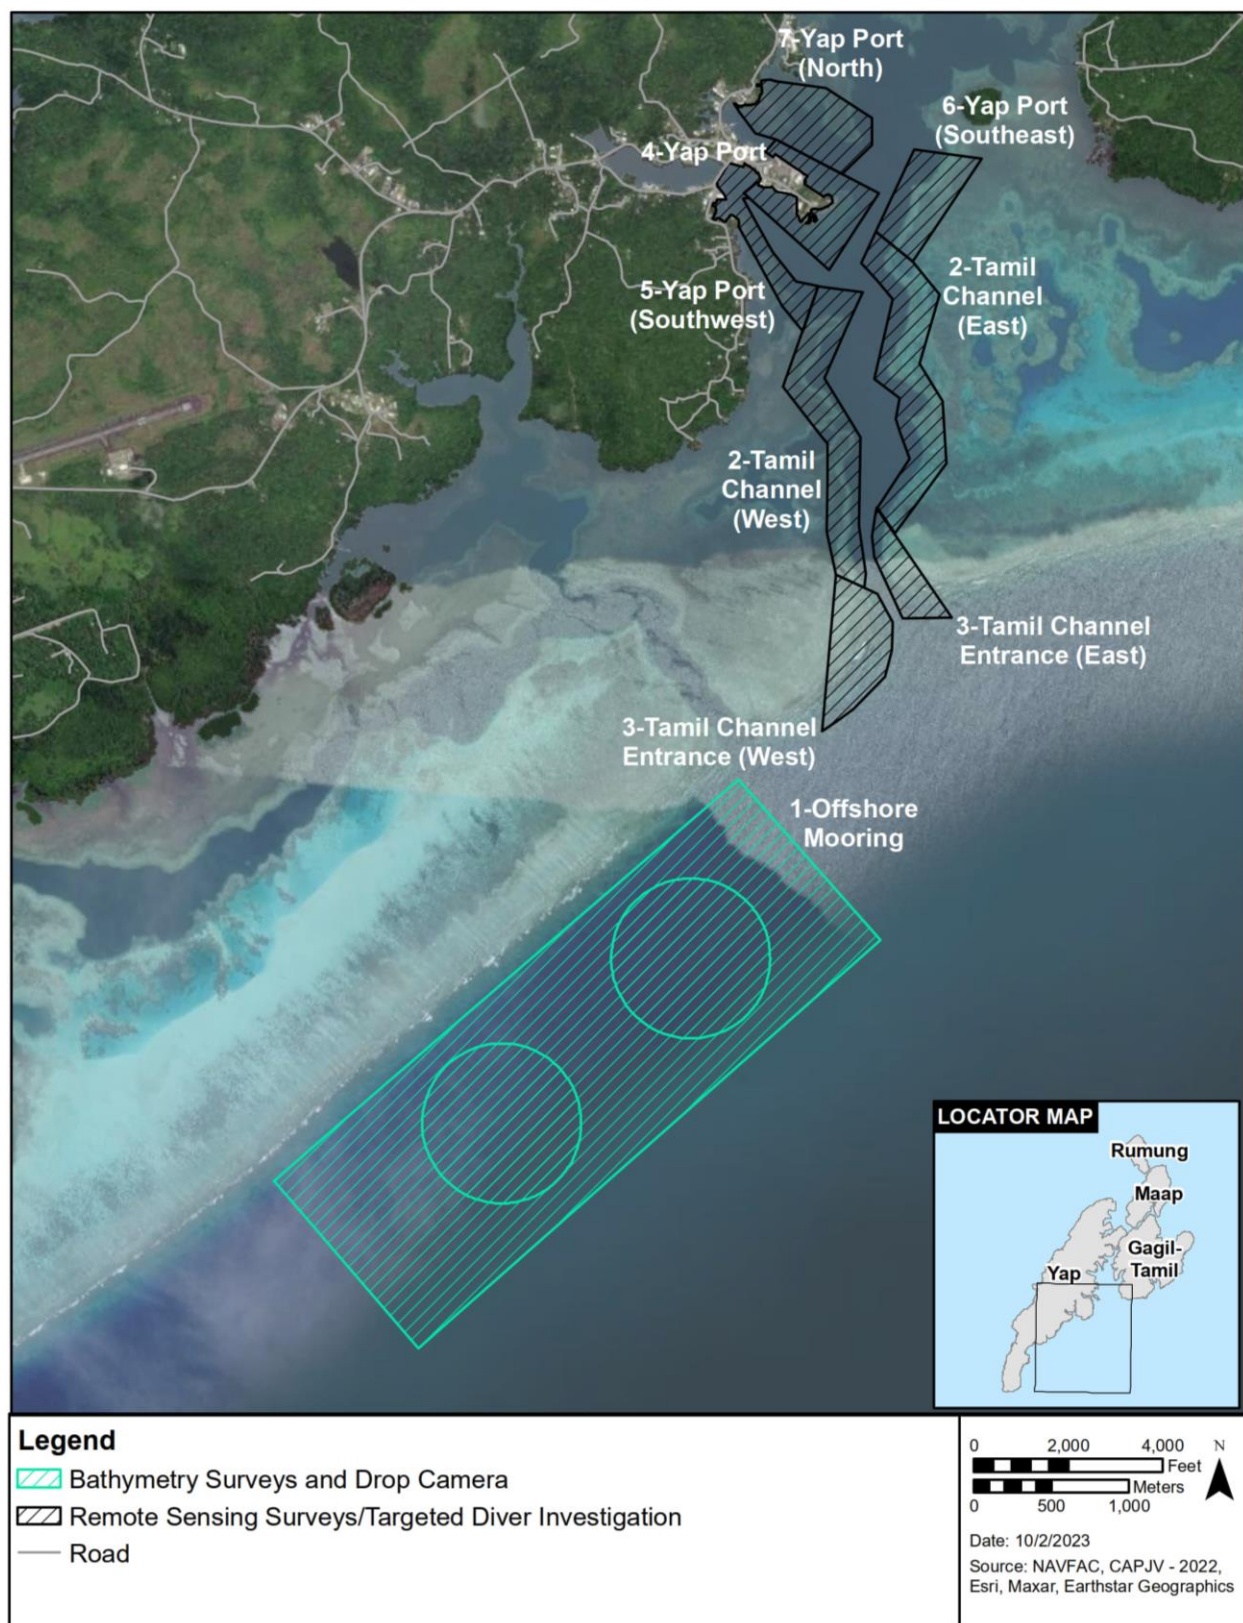 7-Yap Port
(North)
6-Yap Port
(Southeast)
4-Yap Port
2-Tamil
Channel
(East)
5-Yap Port
(Southwest)
2-Tamil
Channel
(West)
3-Tamil Channel
Entrance (East)
3-Tamil Channel
Entrance (West)
1-Offshore
Mooring
LOCATOR MAP
Rumung
Maap
Gagil-
Tamil
Yap
Legend
Bathymetry Surveys and Drop Camera
Remote Sensing Surveys/Targeted Diver Investigation
Road
0 2,000 4,000 N
Feet
Meters
0 500 1,000
Date: 10/2/2023
Source: NAVFAC, CAPJV - 2022,
Esri, Maxar, Earthstar Geographics